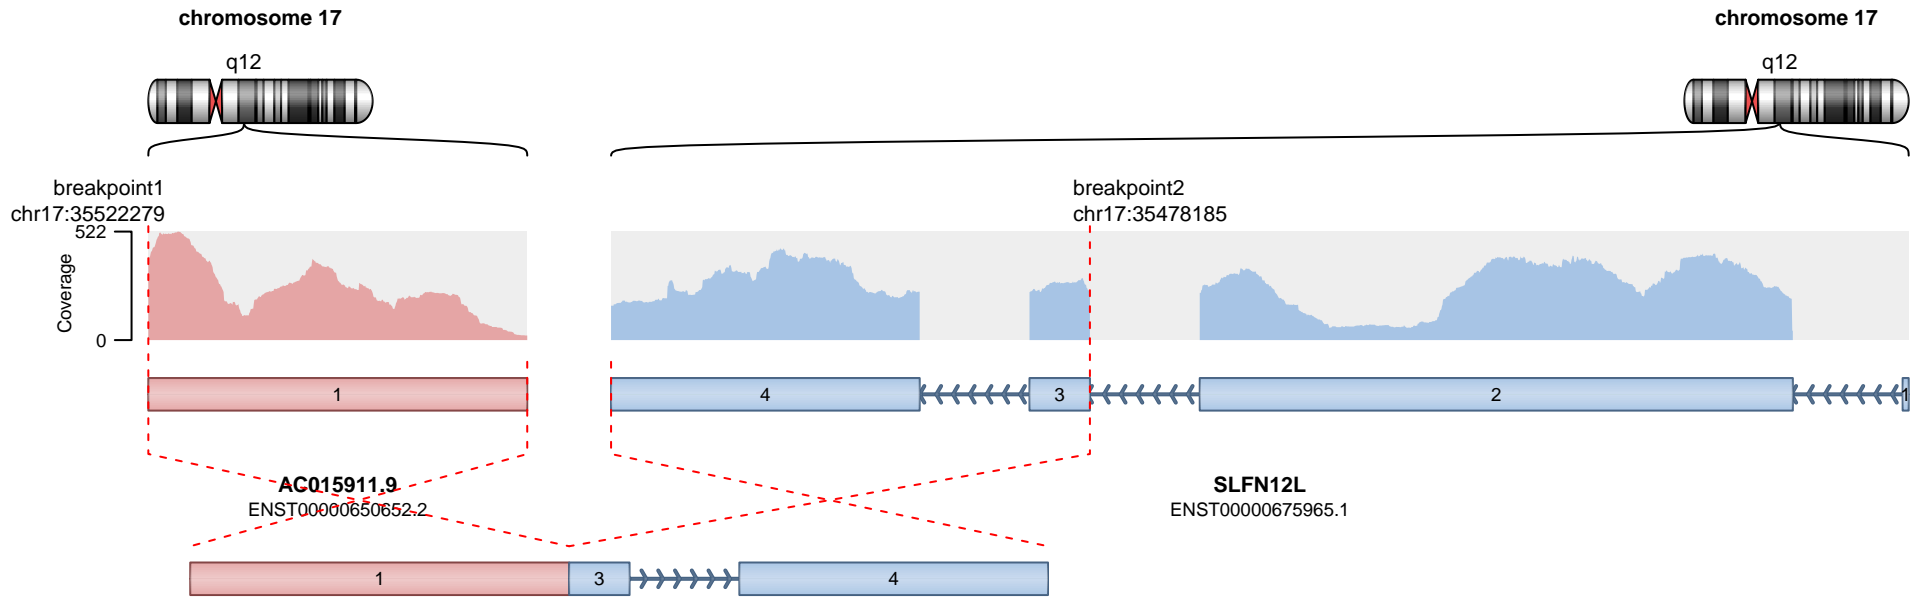 chromosome 17
chromosome 17
q12
q12
breakpoint1
chr17:35522279
breakpoint2
chr17:35478185
522
Coverage
0
1
4
3
2
1
AC015911.9
ENST00000650652.2
SLFN12L
ENST00000675965.1
1
3
4